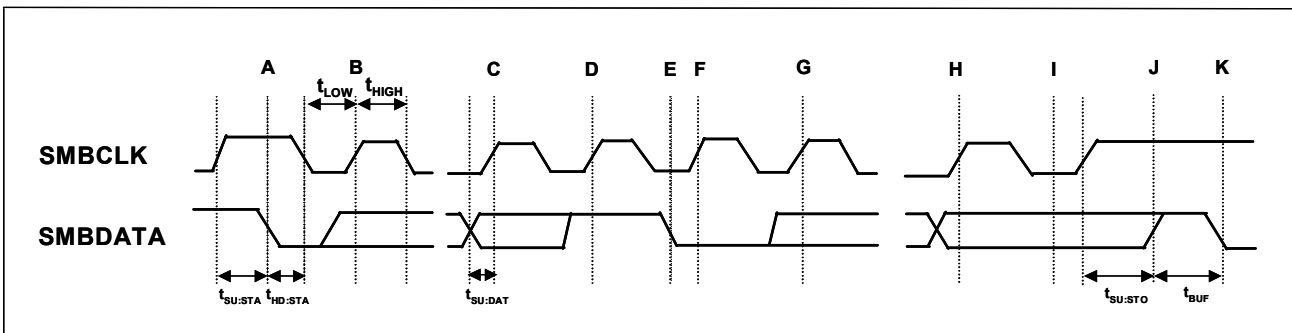 A B C D E F G H I J K
tLOW tHIGH
SMBCLK
SMBDATA
tSU:STA tHD:STA tSU:DAT tSU:STO tBUF